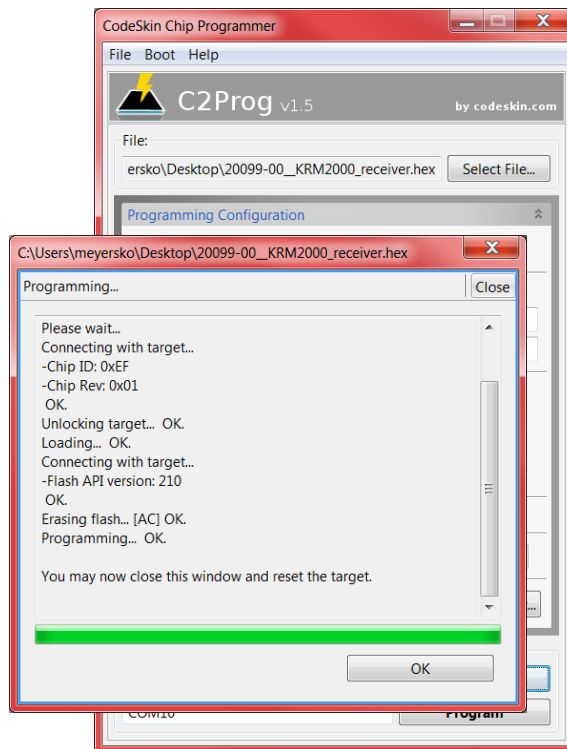 CodeSkin Chip Programmer
File Boot Help
C2Prog v1.5
by codeskin.com
File:
ersko\Desktop\20099-00__KRM2000_receiver.hex
Select File...
Programming Configuration
C:\Users\meyersko\Desktop\20099-00__KRM2000_receiver.hex
Programming...
Close
Please wait...
Connecting with target...
-Chip ID: 0xEF
-Chip Rev: 0x01
OK.
Unlocking target... OK.
Loading... OK.
Connecting with target...
-Flash API version: 210
OK.
Erasing flash... [AC] OK.
Programming... OK.
You may now close this window and reset the target.
...
OK
COM10
Program